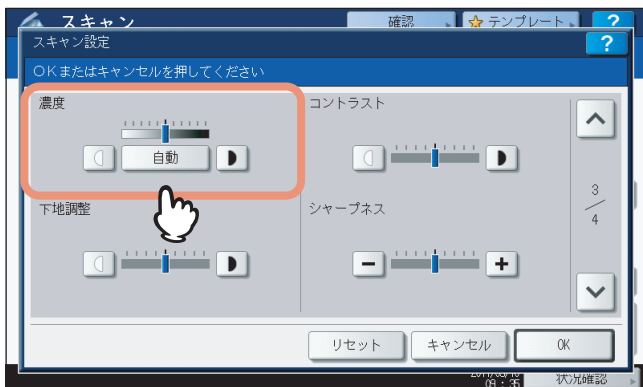 スキャン
確認
テンプレート
?
スキャン設定
?
OKまたはキャンセルを押してください
濃度
自動
コントラスト
下地調整
シャープネス
3
4
リセット
キャンセル
OK
09:35
状況確認